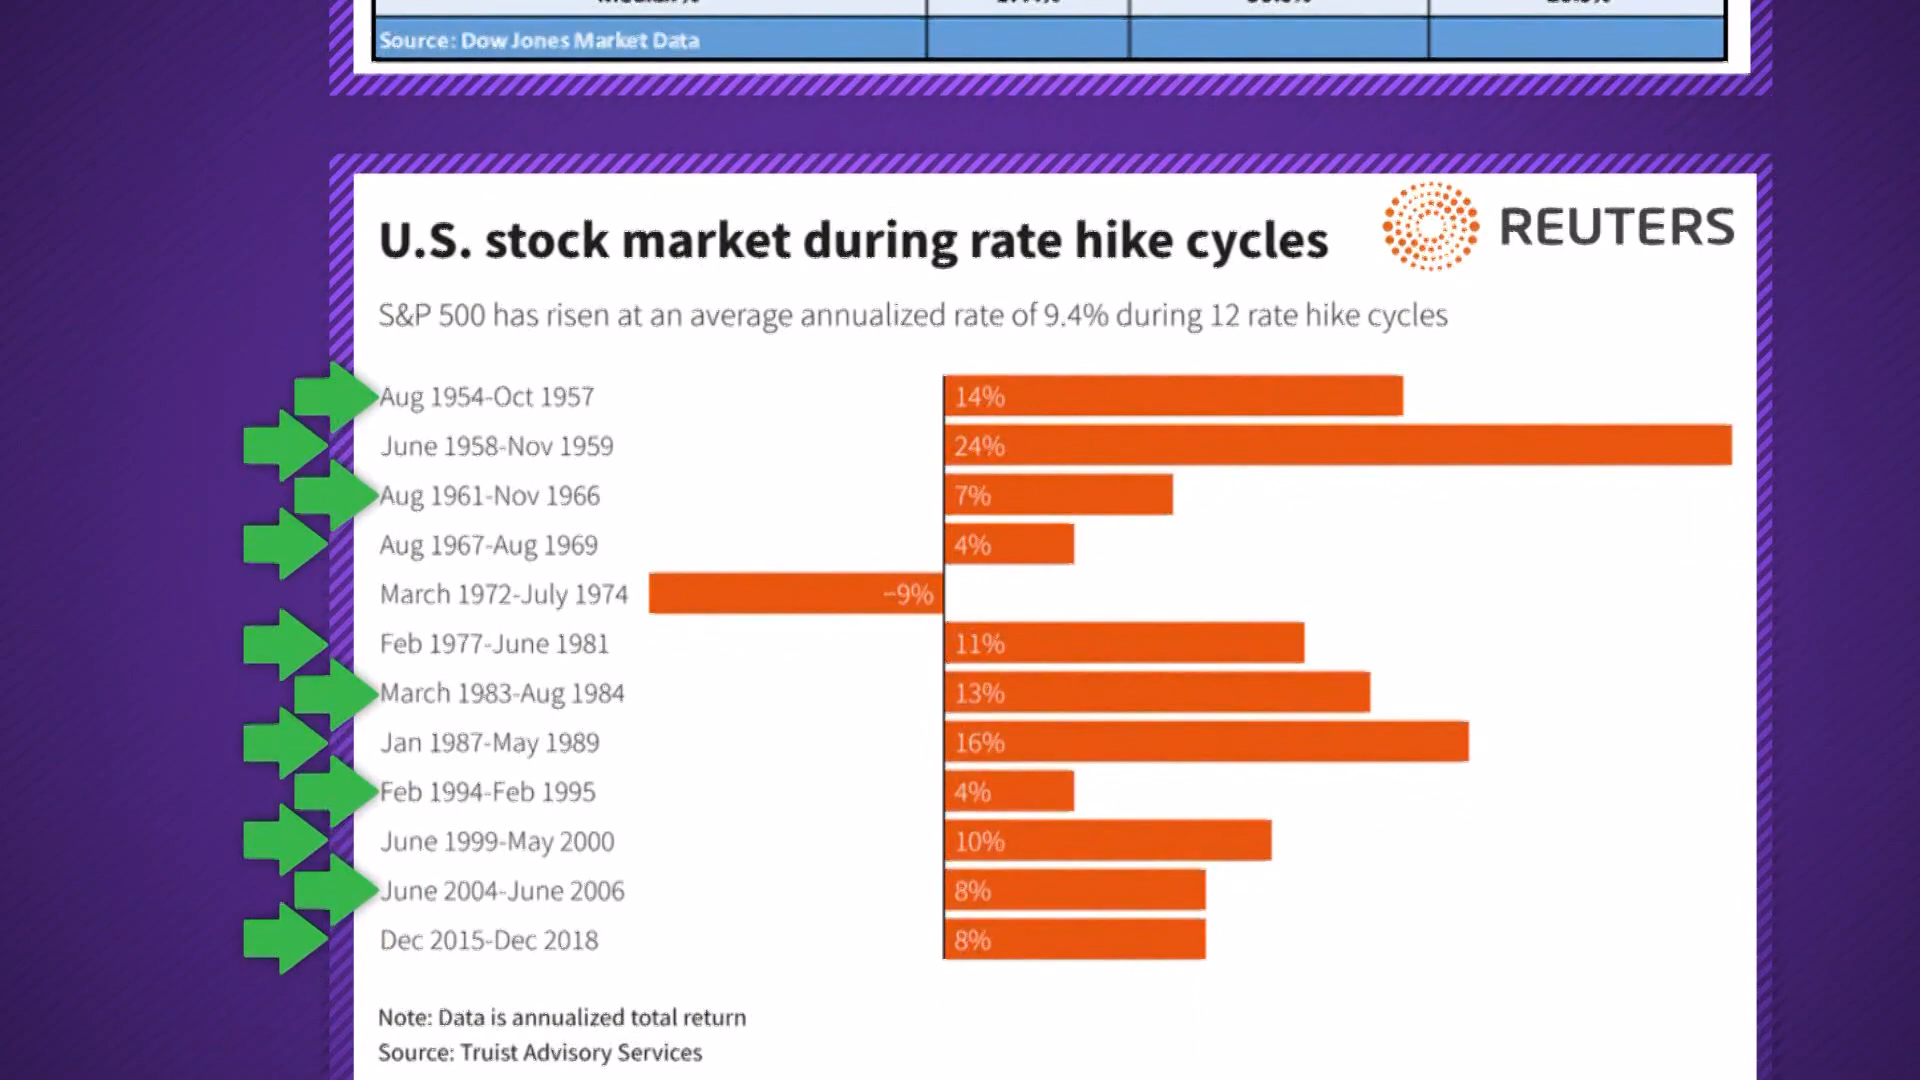 Source: Dow Jones Market Data
U.S. stock market during rate hike cycles
REUTERS
S&P 500 has risen at an average annualized rate of 9.4% during 12 rate hike cycles
Aug 1954-Oct 1957 14%
June 1958-Nov 1959 24%
Aug 1961-Nov 1966 7%
Aug 1967-Aug 1969 4%
March 1972-July 1974 −9%
Feb 1977-June 1981 11%
March 1983-Aug 1984 13%
Jan 1987-May 1989 16%
Feb 1994-Feb 1995 4%
June 1999-May 2000 10%
June 2004-June 2006 8%
Dec 2015-Dec 2018 8%
Note: Data is annualized total return
Source: Truist Advisory Services